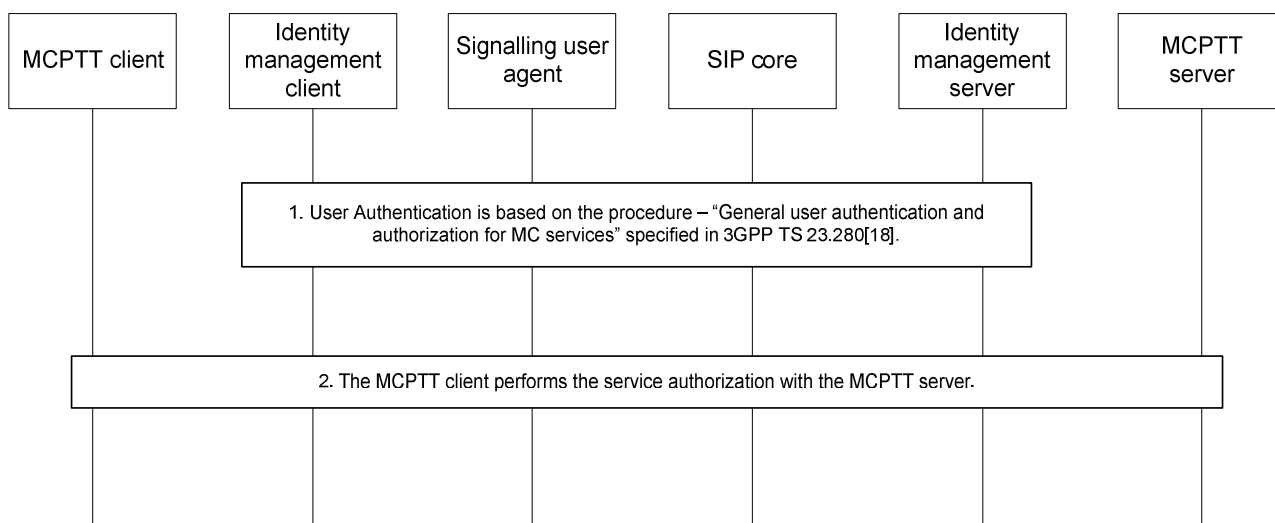 MCPTT client
Identity
management
client
Signalling user
agent
SIP core
Identity
management
server
MCPTT
server
1. User Authentication is based on the procedure – “General user authentication and
authorization for MC services” specified in 3GPP TS 23.280[18].
2. The MCPTT client performs the service authorization with the MCPTT server.